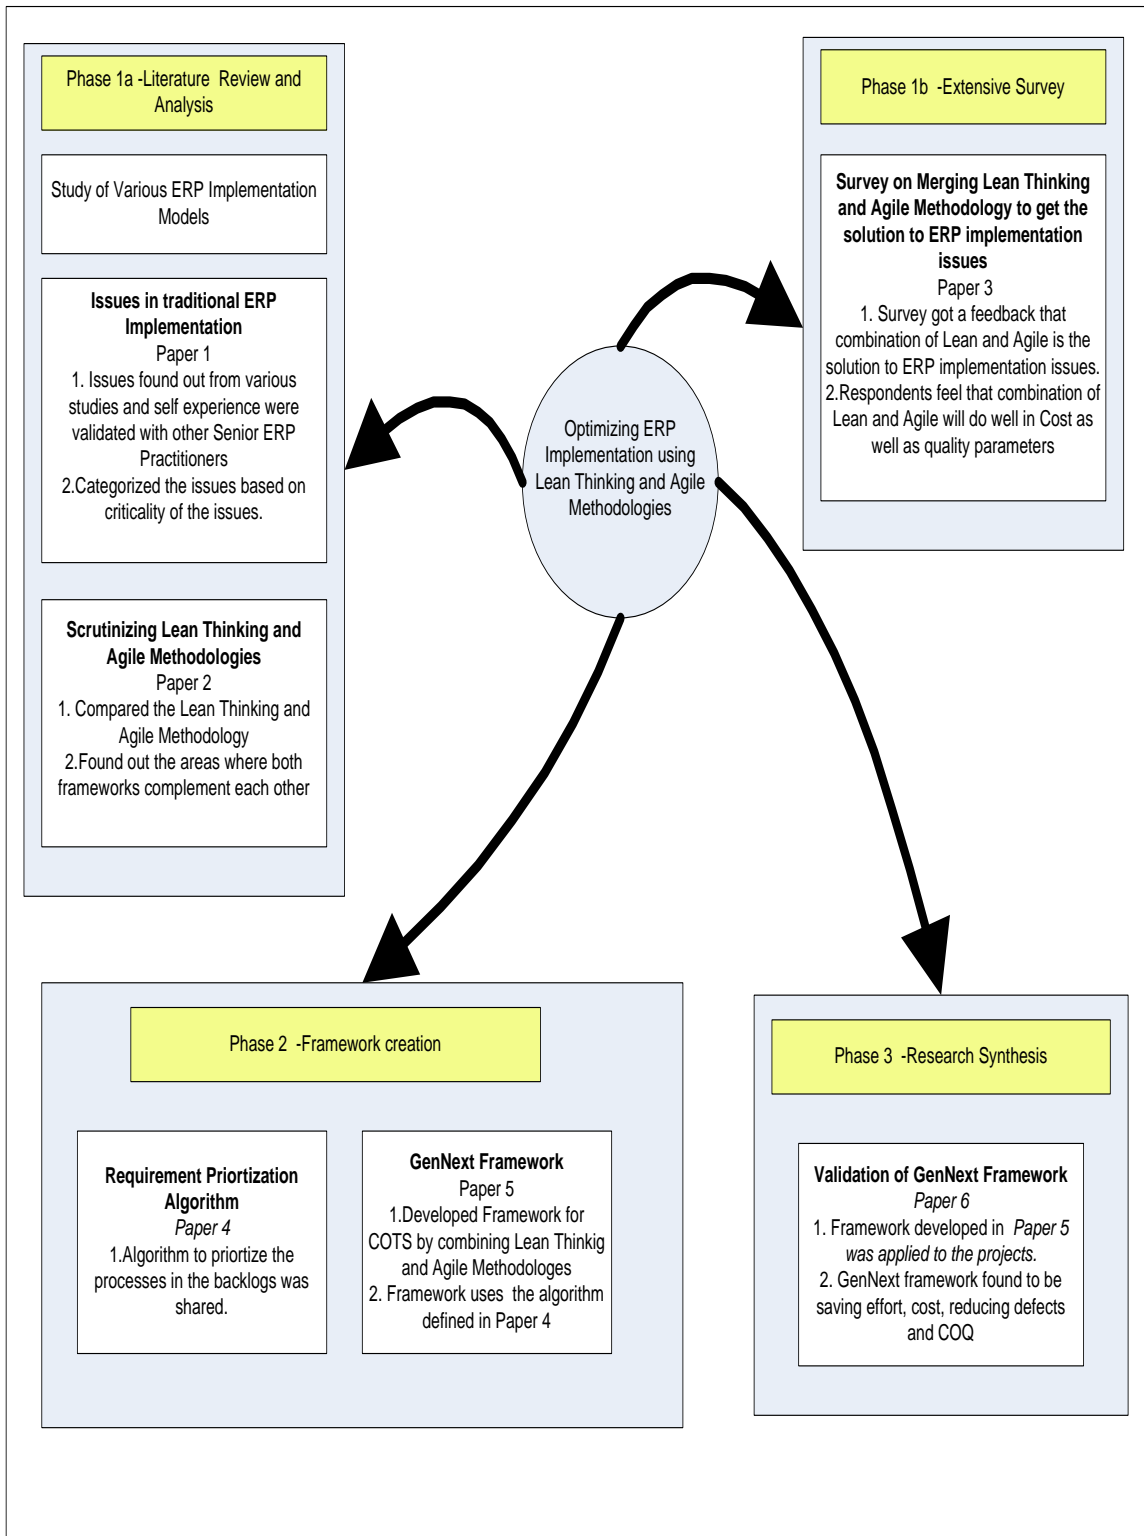 Phase 1a -Literature  Review and
Analysis
Study of Various ERP Implementation
Models
Issues in traditional ERP
Implementation
Paper 1
1. Issues found out from various
studies and self experience were
validated with other Senior ERP
Practitioners
2.Categorized the issues based on
criticality of the issues.
Scrutinizing Lean Thinking and
Agile Methodologies
Paper 2
1. Compared the Lean Thinking and
Agile Methodology
2.Found out the areas where both
frameworks complement each other
Optimizing ERP
Implementation using
Lean Thinking and Agile
Methodologies
Phase 1b  -Extensive Survey
Survey on Merging Lean Thinking
and Agile Methodology to get the
solution to ERP implementation
issues
Paper 3
1. Survey got a feedback that
combination of Lean and Agile is the
solution to ERP implementation issues.
2.Respondents feel that combination of
Lean and Agile will do well in Cost as
well as quality parameters
Phase 2  -Framework creation
Requirement Priortization
Algorithm
Paper 4
1.Algorithm to priortize the
processes in the backlogs was
shared.
GenNext Framework
Paper 5
1.Developed Framework for
COTS by combining Lean Thinkig
and Agile Methodologes
2. Framework uses  the algorithm
defined in Paper 4
Phase 3  -Research Synthesis
Validation of GenNext Framework
Paper 6
1. Framework developed in  Paper 5
was applied to the projects.
2. GenNext framework found to be
saving effort, cost, reducing defects
and COQ